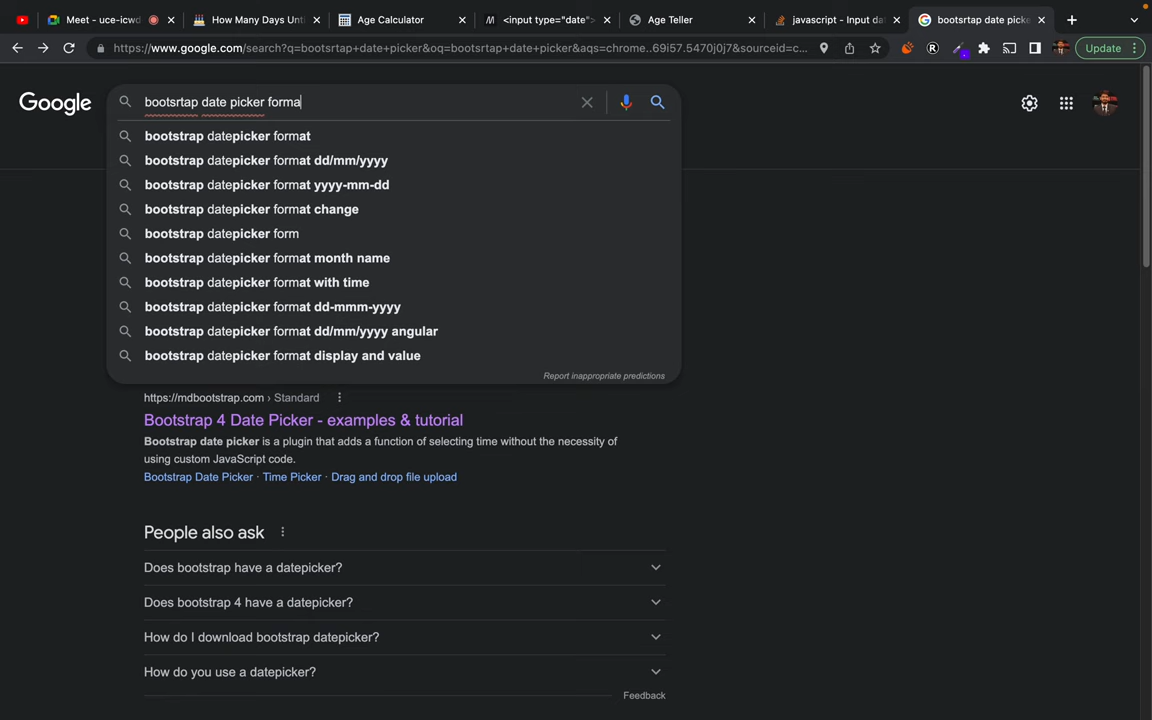 Meet - uce-icwd
How Many Days Unti
Age Calculator
<input type="date">
Age Teller
javascript - Input da
bootsrtap date picke
https://www.google.com/search?q=bootsrtap+date+picker&oq=bootsrtap+date+picker&aqs=chrome..69i57.5470j0j7&sourceid=c...
Update
Google
bootsrtap date picker forma
bootstrap datepicker format
bootstrap datepicker format dd/mm/yyyy
bootstrap datepicker format yyyy-mm-dd
bootstrap datepicker format change
bootstrap datepicker form
bootstrap datepicker format month name
bootstrap datepicker format with time
bootstrap datepicker format dd-mmm-yyyy
bootstrap datepicker format dd/mm/yyyy angular
bootstrap datepicker format display and value
Report inappropriate predictions
https://mdbootstrap.com › Standard
Bootstrap 4 Date Picker - examples & tutorial
Bootstrap date picker is a plugin that adds a function of selecting time without the necessity of
using custom JavaScript code.
Bootstrap Date Picker · Time Picker · Drag and drop file upload
People also ask
Does bootstrap have a datepicker?
Does bootstrap 4 have a datepicker?
How do I download bootstrap datepicker?
How do you use a datepicker?
Feedback